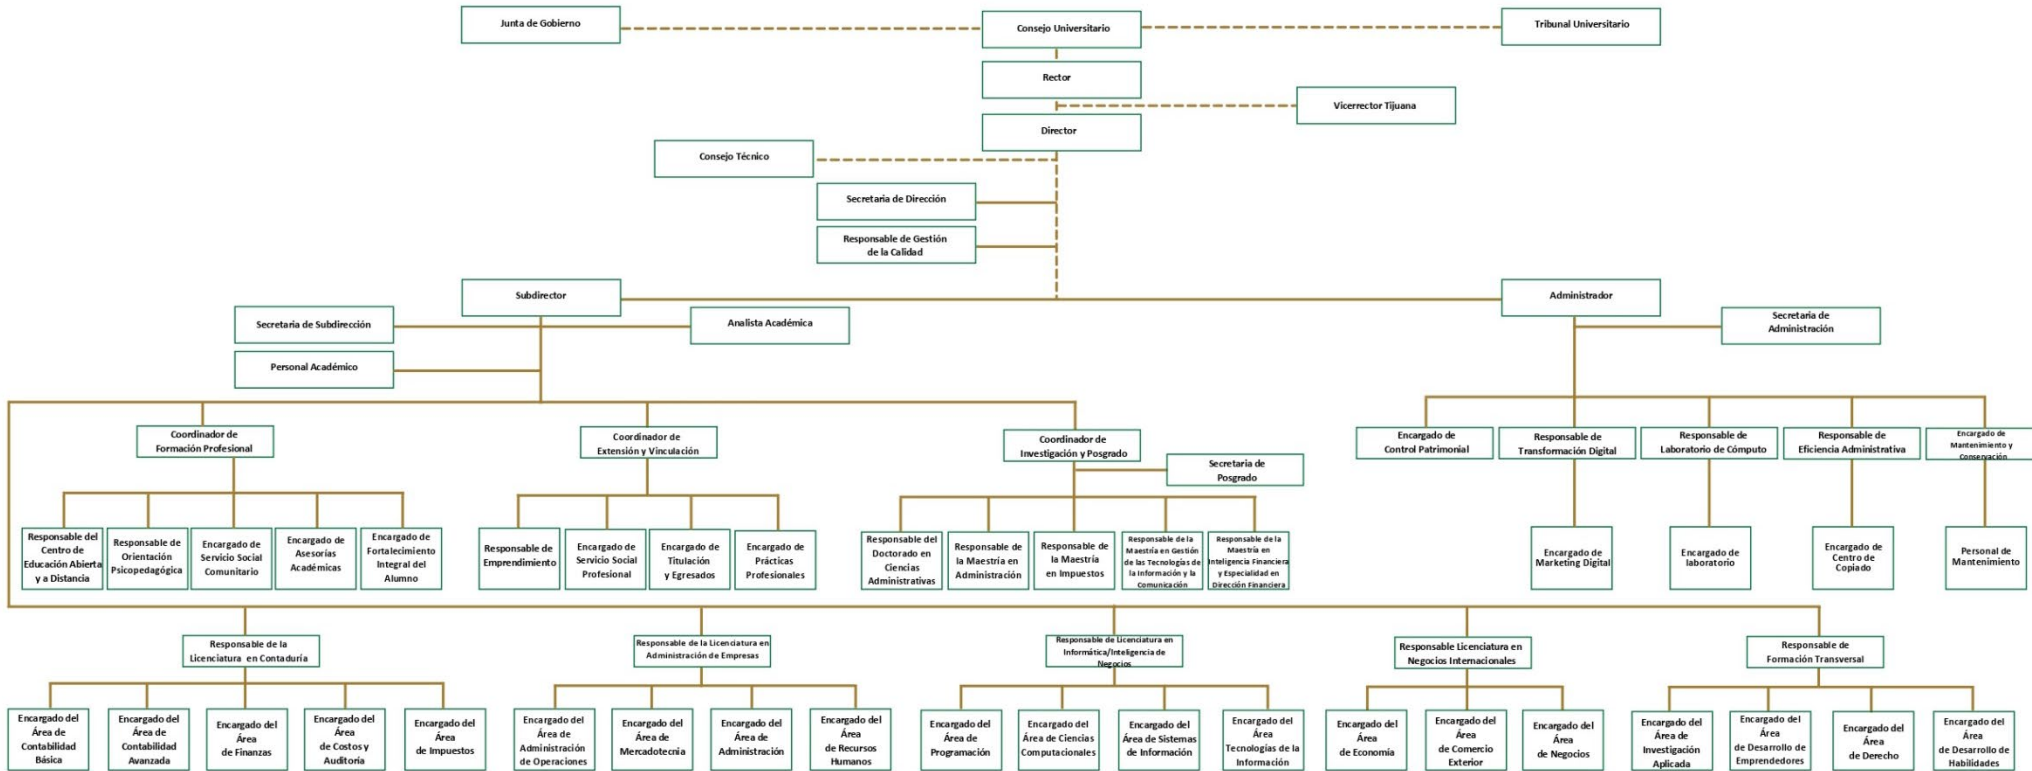 Junta de Gobierno
Consejo Universitario
Tribunal Universitario
Rector
Vicerrector Tijuana
Director
Consejo Técnico
Secretaria de Dirección
Responsable de Gestión
de la Calidad
Subdirector
Administrador
Secretaria de Subdirección
Analista Académica
Secretaria de
Administración
Personal Académico
Coordinador de
Formación Profesional
Coordinador de
Extensión y Vinculación
Coordinador de
Investigación y Posgrado
Secretaria de
Posgrado
Encargado de
Control Patrimonial
Responsable de
Transformación Digital
Responsable de
Laboratorio de Cómputo
Responsable de
Eficiencia Administrativa
Encargado de
Mantenimiento y
Conservación
Responsable del
Centro de
Educación Abierta
y a Distancia
Responsable de
Orientación
Psicopedagógica
Encargado de
Servicio Social
Comunitario
Encargado de
Asesorías
Académicas
Encargado de
Fortalecimiento
Integral del
Alumno
Responsable de
Emprendimiento
Encargado de
Servicio Social
Profesional
Encargado de
Titulación
y Egresados
Encargado de
Prácticas
Profesionales
Responsable del
Doctorado en
Ciencias
Administrativas
Responsable de
la Maestría en
Administración
Responsable de
la Maestría
en Impuestos
Responsable de la
Maestría en Gestión
de las Tecnologías de
la Información y la
Comunicación
Responsable de la
Maestría en
Inteligencia Financiera
y Especialidad en
Dirección Financiera
Encargado de
Marketing Digital
Encargado de
laboratorio
Encargado de
Centro de
Copiado
Personal de
Mantenimiento
Responsable de la
Licenciatura en Contaduría
Responsable de la Licenciatura en
Administración de Empresas
Responsable de Licenciatura en
Informática/Inteligencia de
Negocios
Responsable Licenciatura en
Negocios Internacionales
Responsable de
Formación Transversal
Encargado del
Área de
Contabilidad
Básica
Encargado del
Área de
Contabilidad
Avanzada
Encargado del
Área
de Finanzas
Encargado del
Área
de Costos y
Auditoría
Encargado del
Área
de Impuestos
Encargado del
Área de
Administración
de Operaciones
Encargado del
Área de
Mercadotecnia
Encargado del
Área de
Administración
Encargado del
Área
de Recursos
Humanos
Encargado del
Área de
Programación
Encargado del
Área de Ciencias
Computacionales
Encargado del
Área de Sistemas
de Información
Encargado del
Área
Tecnologías de la
Información
Encargado del
Área
de Economía
Encargado del
Área
de Comercio
Exterior
Encargado del
Área
de Negocios
Encargado del
Área de
Investigación
Aplicada
Encargado del
Área
de Desarrollo de
Emprendedores
Encargado del
Área
de Derecho
Encargado del
Área
de Desarrollo de
Habilidades